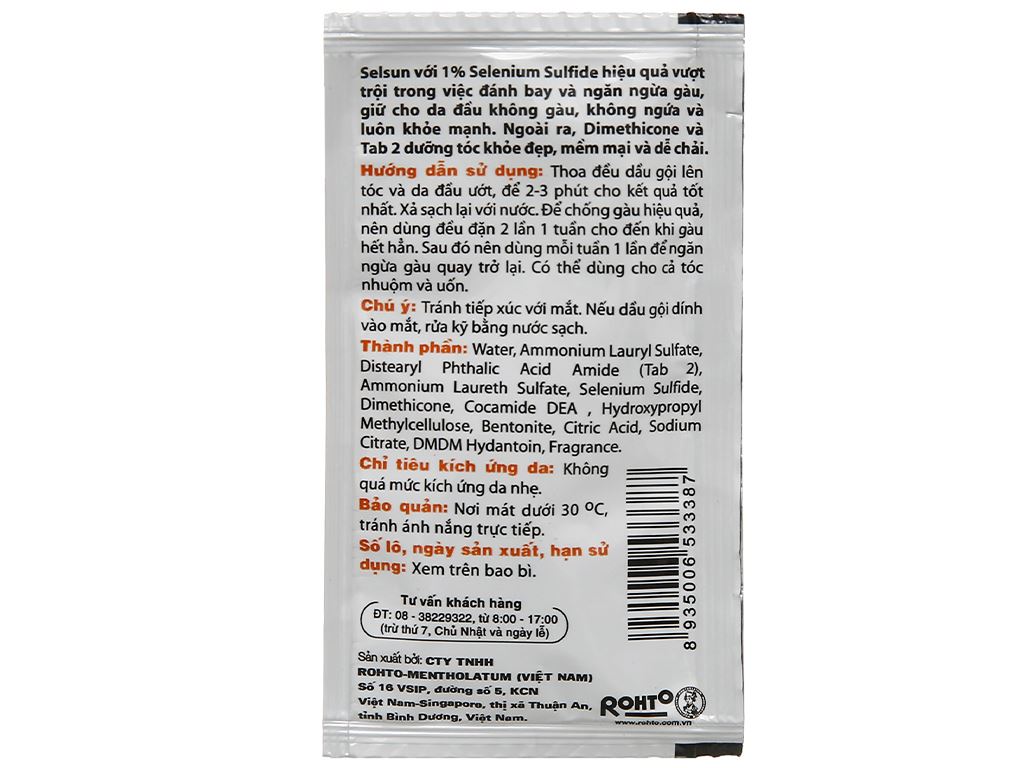 Selsun với 1% Selenium Sulfide hiệu quả vượt
trội trong việc đánh bay và ngăn ngừa gàu,
giữ cho da đầu không gàu, không ngứa và
luôn khỏe mạnh. Ngoài ra, Dimethicone và
Tab 2 dưỡng tóc khỏe đẹp, mềm mại và dễ chải.
Hướng dẫn sử dụng: Thoa đều dầu gội lên
tóc và da đầu ướt, để 2-3 phút cho kết quả tốt
nhất. Xả sạch lại với nước. Để chống gàu hiệu quả,
nên dùng đều đặn 2 lần 1 tuần cho đến khi gàu
hết hẳn. Sau đó nên dùng mỗi tuần 1 lần để ngăn
ngừa gàu quay trở lại. Có thể dùng cho cả tóc
nhuộm và uốn.
Chú ý: Tránh tiếp xúc với mắt. Nếu dầu gội dính
vào mắt, rửa kỹ bằng nước sạch.
Thành phần: Water, Ammonium Lauryl Sulfate,
Distearyl Phthalic Acid Amide (Tab 2),
Ammonium Laureth Sulfate, Selenium Sulfide,
Dimethicone, Cocamide DEA , Hydroxypropyl
Methylcellulose, Bentonite, Citric Acid, Sodium
Citrate, DMDM Hydantoin, Fragrance.
Chỉ tiêu kích ứng da: Không
quá mức kích ứng da nhẹ.
Bảo quản: Nơi mát dưới 30 ºC,
tránh ánh nắng trực tiếp.
Số lô, ngày sản xuất, hạn sử
dụng: Xem trên bao bì.
8 935006 533387
Tư vấn khách hàng
ĐT: 08 - 38229322, từ 8:00 - 17:00
(trừ thứ 7, Chủ Nhật và ngày lễ)
Sản xuất bởi: CTY TNHH
ROHTO-MENTHOLATUM (VIỆT NAM)
Số 16 VSIP, đường số 5, KCN
Việt Nam-Singaporo, thị xã Thuận An,
tỉnh Bình Dương, Việt Nam.
ROHTO
www.rohto.com.vn